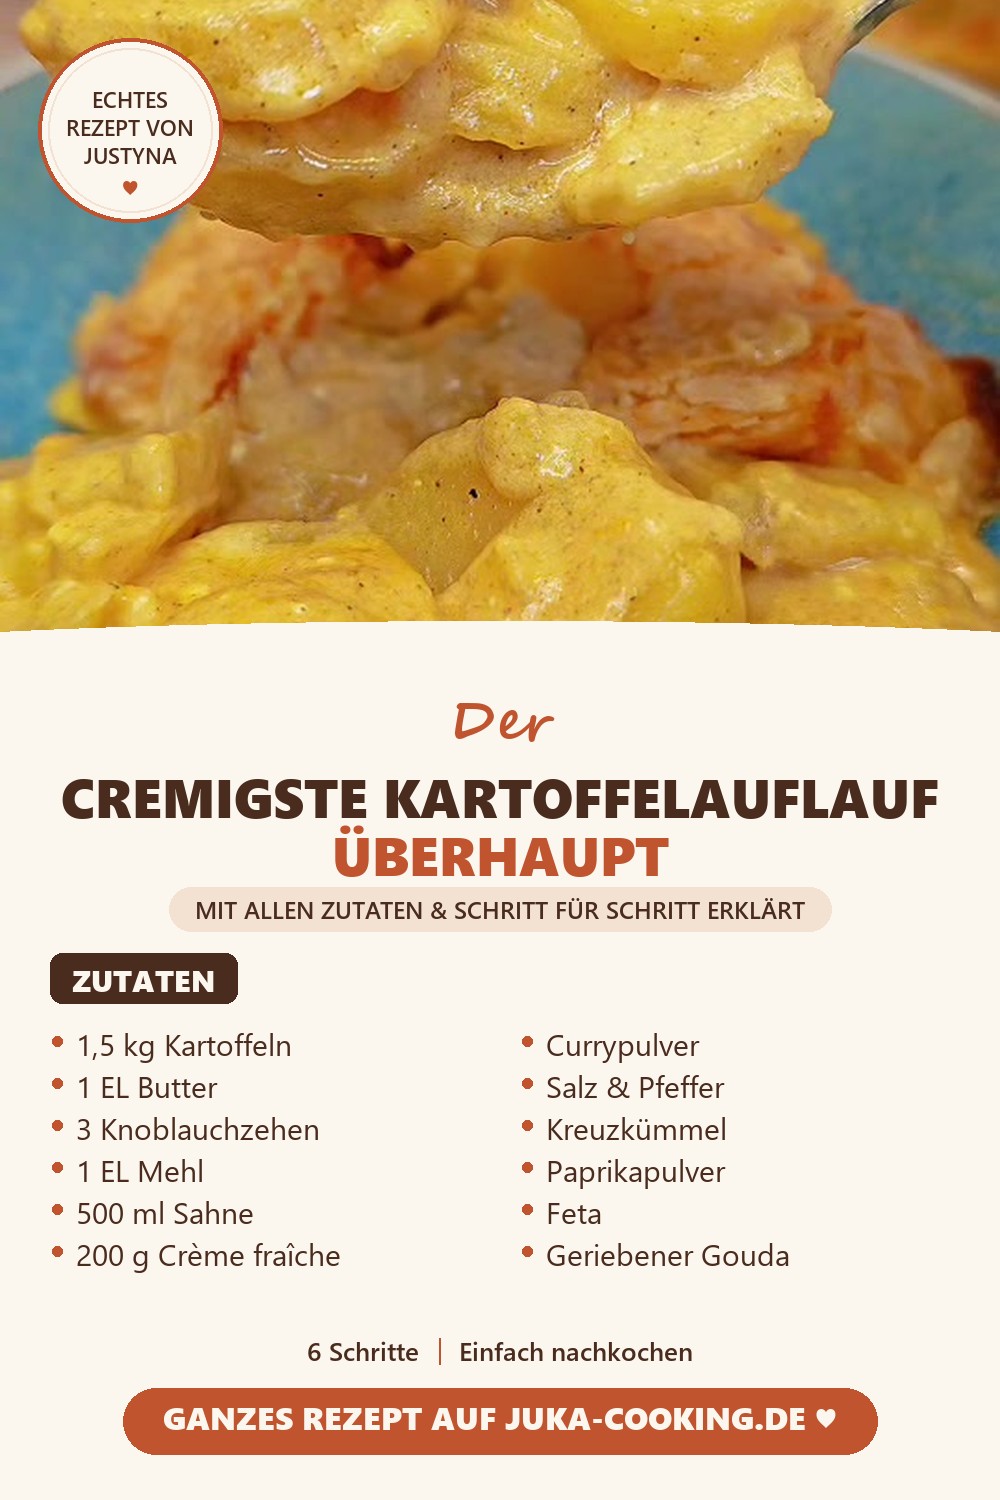 ECHTES
REZEPT VON
JUSTYNA
Der
CREMIGSTE KARTOFFELAUFLAUF
ÜBERHAUPT
MIT ALLEN ZUTATEN & SCHRITT FÜR SCHRITT ERKLÄRT
ZUTATEN
• 1,5 kg Kartoffeln
• 1 EL Butter
• 3 Knoblauchzehen
• 1 EL Mehl
• 500 ml Sahne
• 200 g Crème fraîche
• Currypulver
• Salz & Pfeffer
• Kreuzkümmel
• Paprikapulver
• Feta
• Geriebener Gouda
6 Schritte | Einfach nachkochen
GANZES REZEPT AUF JUKA-COOKING.DE ♥